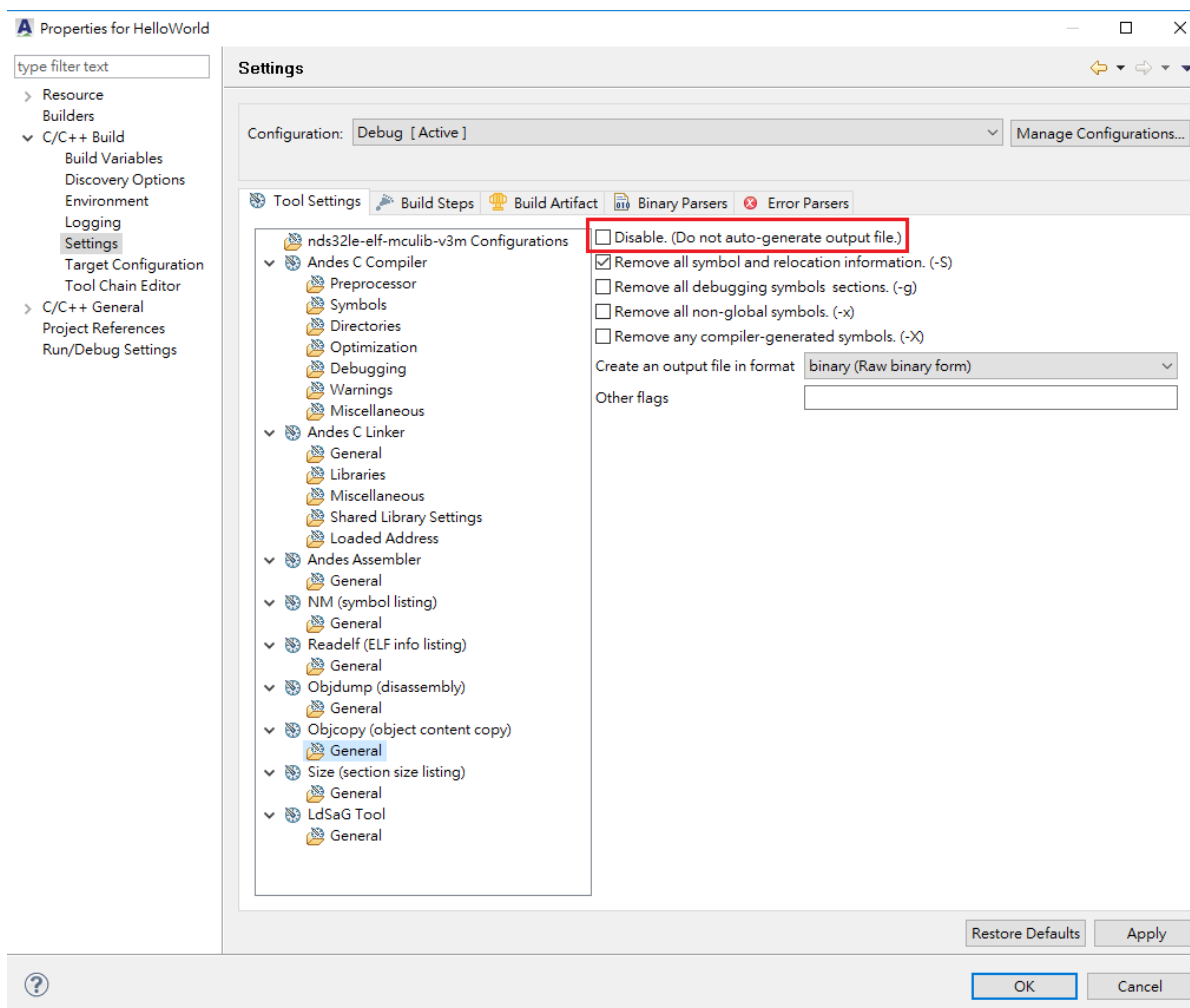 Properties for HelloWorld
type filter text
Resource
Builders
C/C++ Build
Build Variables
Discovery Options
Environment
Logging
Settings
Target Configuration
Tool Chain Editor
C/C++ General
Project References
Run/Debug Settings
Settings
Configuration: Debug [ Active ] Manage Configurations...
Tool Settings Build Steps Build Artifact Binary Parsers Error Parsers
nds32le-elf-mculib-v3m Configurations
Andes C Compiler
Preprocessor
Symbols
Directories
Optimization
Debugging
Warnings
Miscellaneous
Andes C Linker
General
Libraries
Miscellaneous
Shared Library Settings
Loaded Address
Andes Assembler
General
NM (symbol listing)
General
Readelf (ELF info listing)
General
Objdump (disassembly)
General
Objcopy (object content copy)
General
Size (section size listing)
General
LdSaG Tool
General
Disable. (Do not auto-generate output file.)
Remove all symbol and relocation information. (-S)
Remove all debugging symbols sections. (-g)
Remove all non-global symbols. (-x)
Remove any compiler-generated symbols. (-X)
Create an output file in format binary (Raw binary form)
Other flags
Restore Defaults Apply
OK Cancel